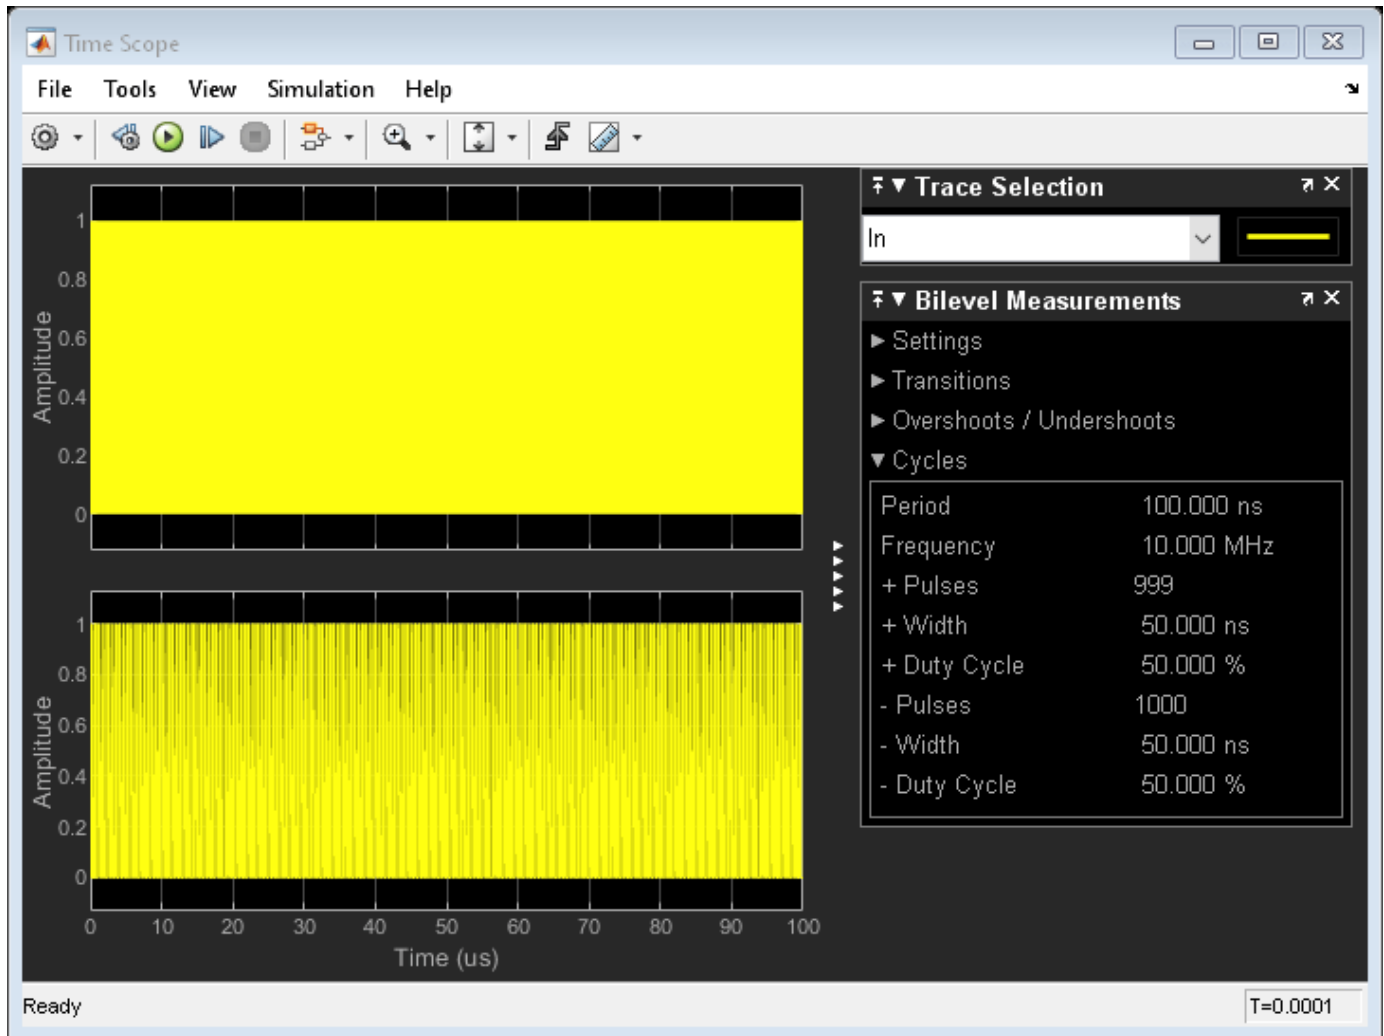 Time Scope
File Tools View Simulation Help
1
0.8
0.6
0.4
0.2
0
Amplitude
1
0.8
0.6
0.4
0.2
0
Amplitude
0 10 20 30 40 50 60 70 80 90 100
Time (us)
Trace Selection
In
Bilevel Measurements
Settings
Transitions
Overshoots / Undershoots
Cycles
Period 100.000 ns
Frequency 10.000 MHz
+ Pulses 999
+ Width 50.000 ns
+ Duty Cycle 50.000 %
- Pulses 1000
- Width 50.000 ns
- Duty Cycle 50.000 %
Ready T=0.0001